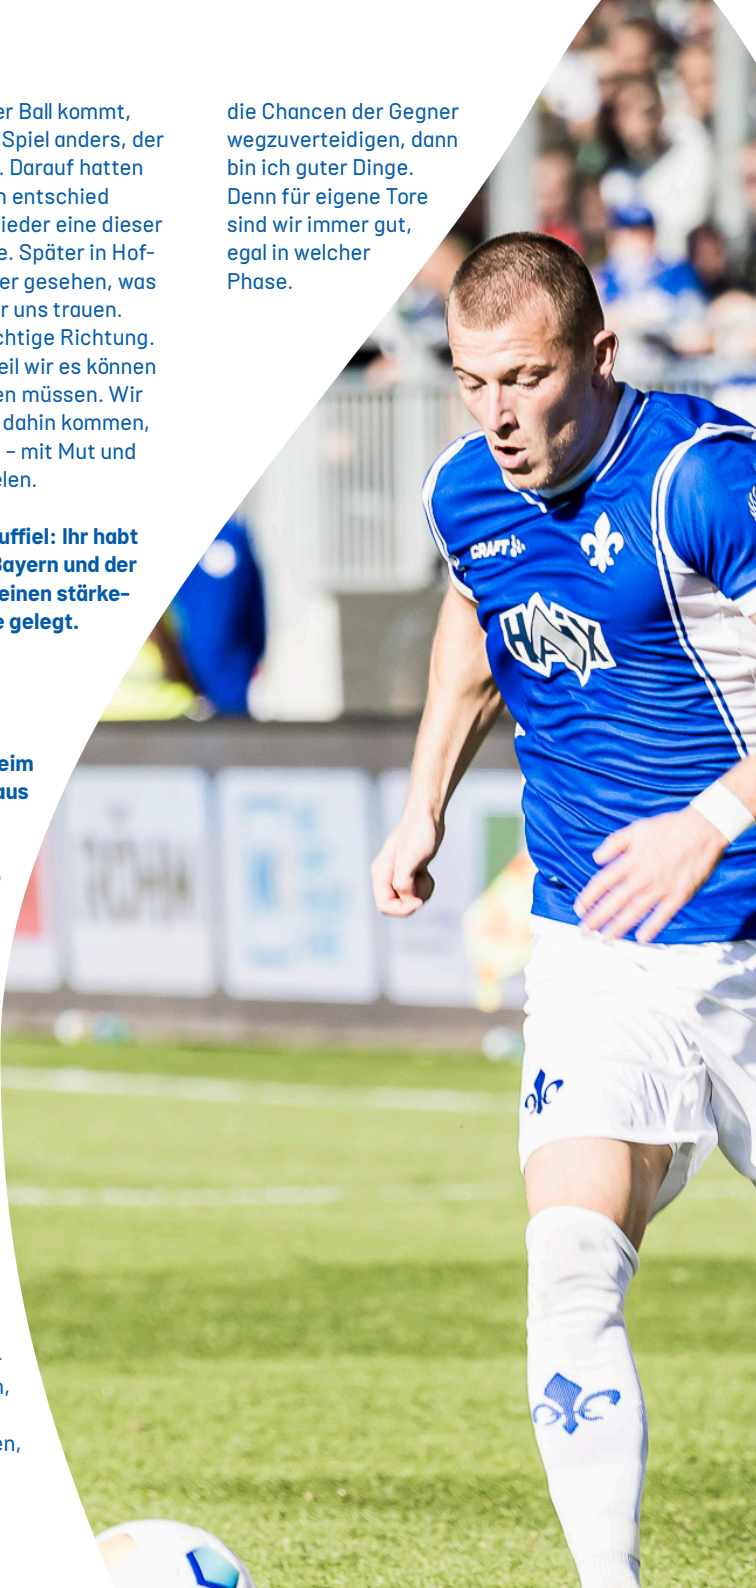 er Ball kommt,
Spiel anders, der
. Darauf hatten
n entschied
ieder eine dieser
e. Später in Hof-
er gesehen, was
r uns trauen.
chtige Richtung.
eil wir es können
en müssen. Wir
dahin kommen,
– mit Mut und
elen.
uffiel: Ihr habt
Bayern und der
einen stärke-
e gelegt.
eim
aus
n,
en,
die Chancen der Gegner
wegzuverteidigen, dann
bin ich guter Dinge.
Denn für eigene Tore
sind wir immer gut,
egal in welcher
Phase.
CRAFT
HAIX